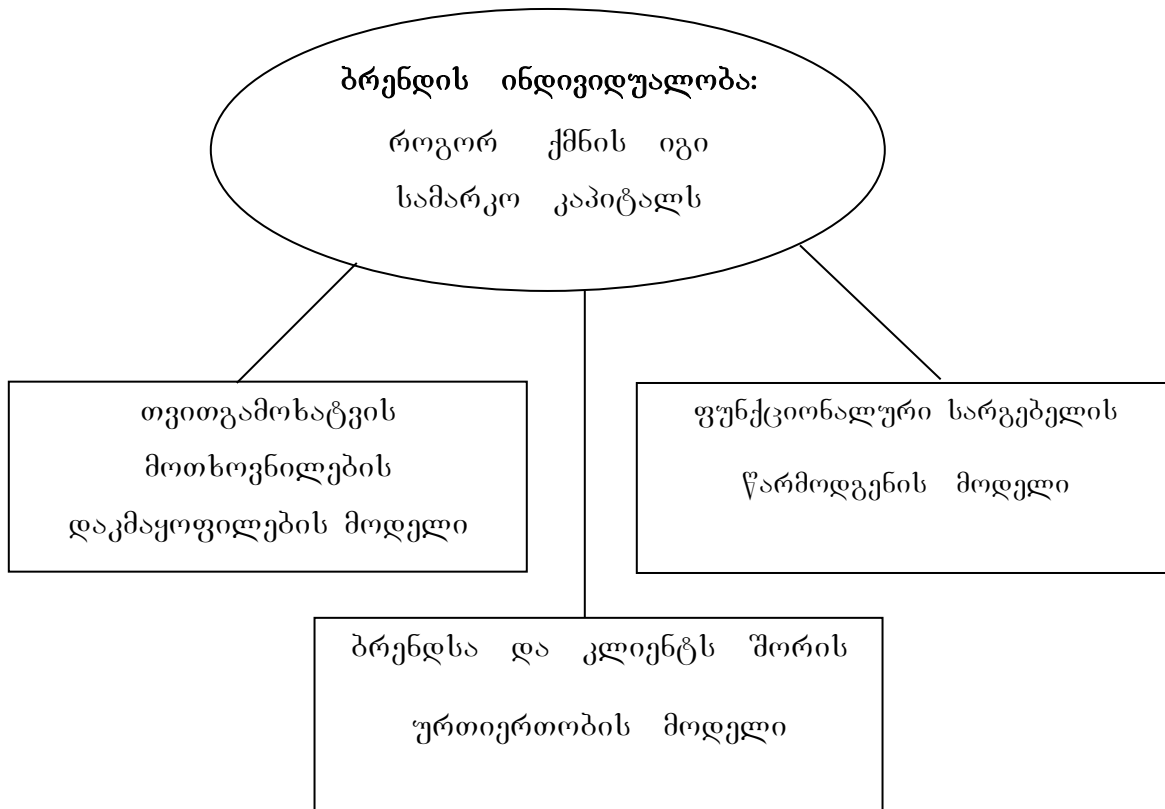 ბრენდის ინდივიდუალობა:
როგორ ქმნის იგი
სამარკო კაპიტალს
თვითგამოხატვის
მოთხოვნილების
დაკმაყოფილების მოდელი
ფუნქციონალური სარგებელის
წარმოდგენის მოდელი
ბრენდსა და კლიენტს შორის
ურთიერთობის მოდელი